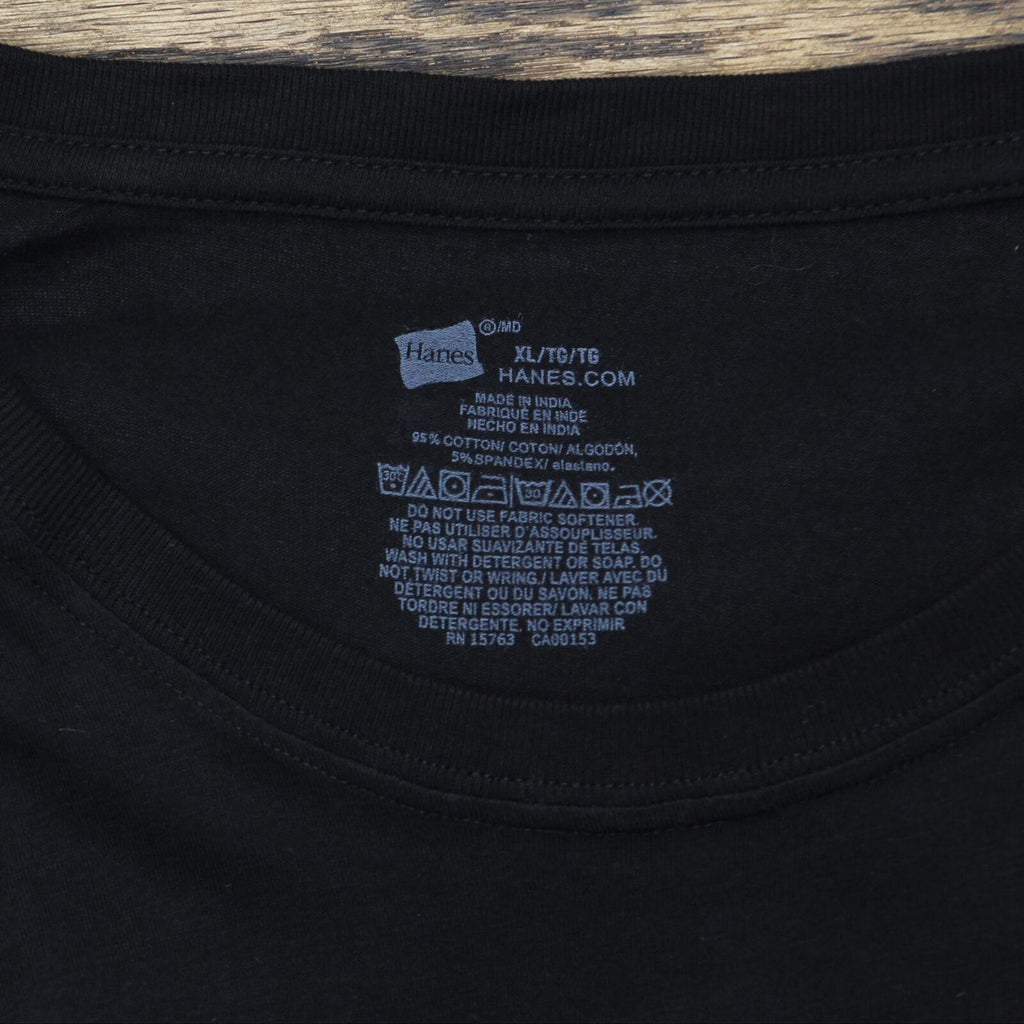 Hanes ®/MD
XL/TG/TG
HANES.COM
MADE IN INDIA
FABRIQUÉ EN INDE
HECHO EN INDIA
95% COTTON/ COTON/ ALGODÓN,
5% SPANDEX/ elastano.
30C 30
DO NOT USE FABRIC SOFTENER.
NE PAS UTILISER D'ASSOUPLISSEUR.
NO USAR SUAVIZANTE DE TELAS.
WASH WITH DETERGENT OR SOAP. DO
NOT TWIST OR WRING./ LAVER AVEC DU
DÉTERGENT OU DU SAVON. NE PAS
TORDRE NI ESSORER/ LAVAR CON
DETERGENTE. NO EXPRIMIR
RN 15763 CA00153